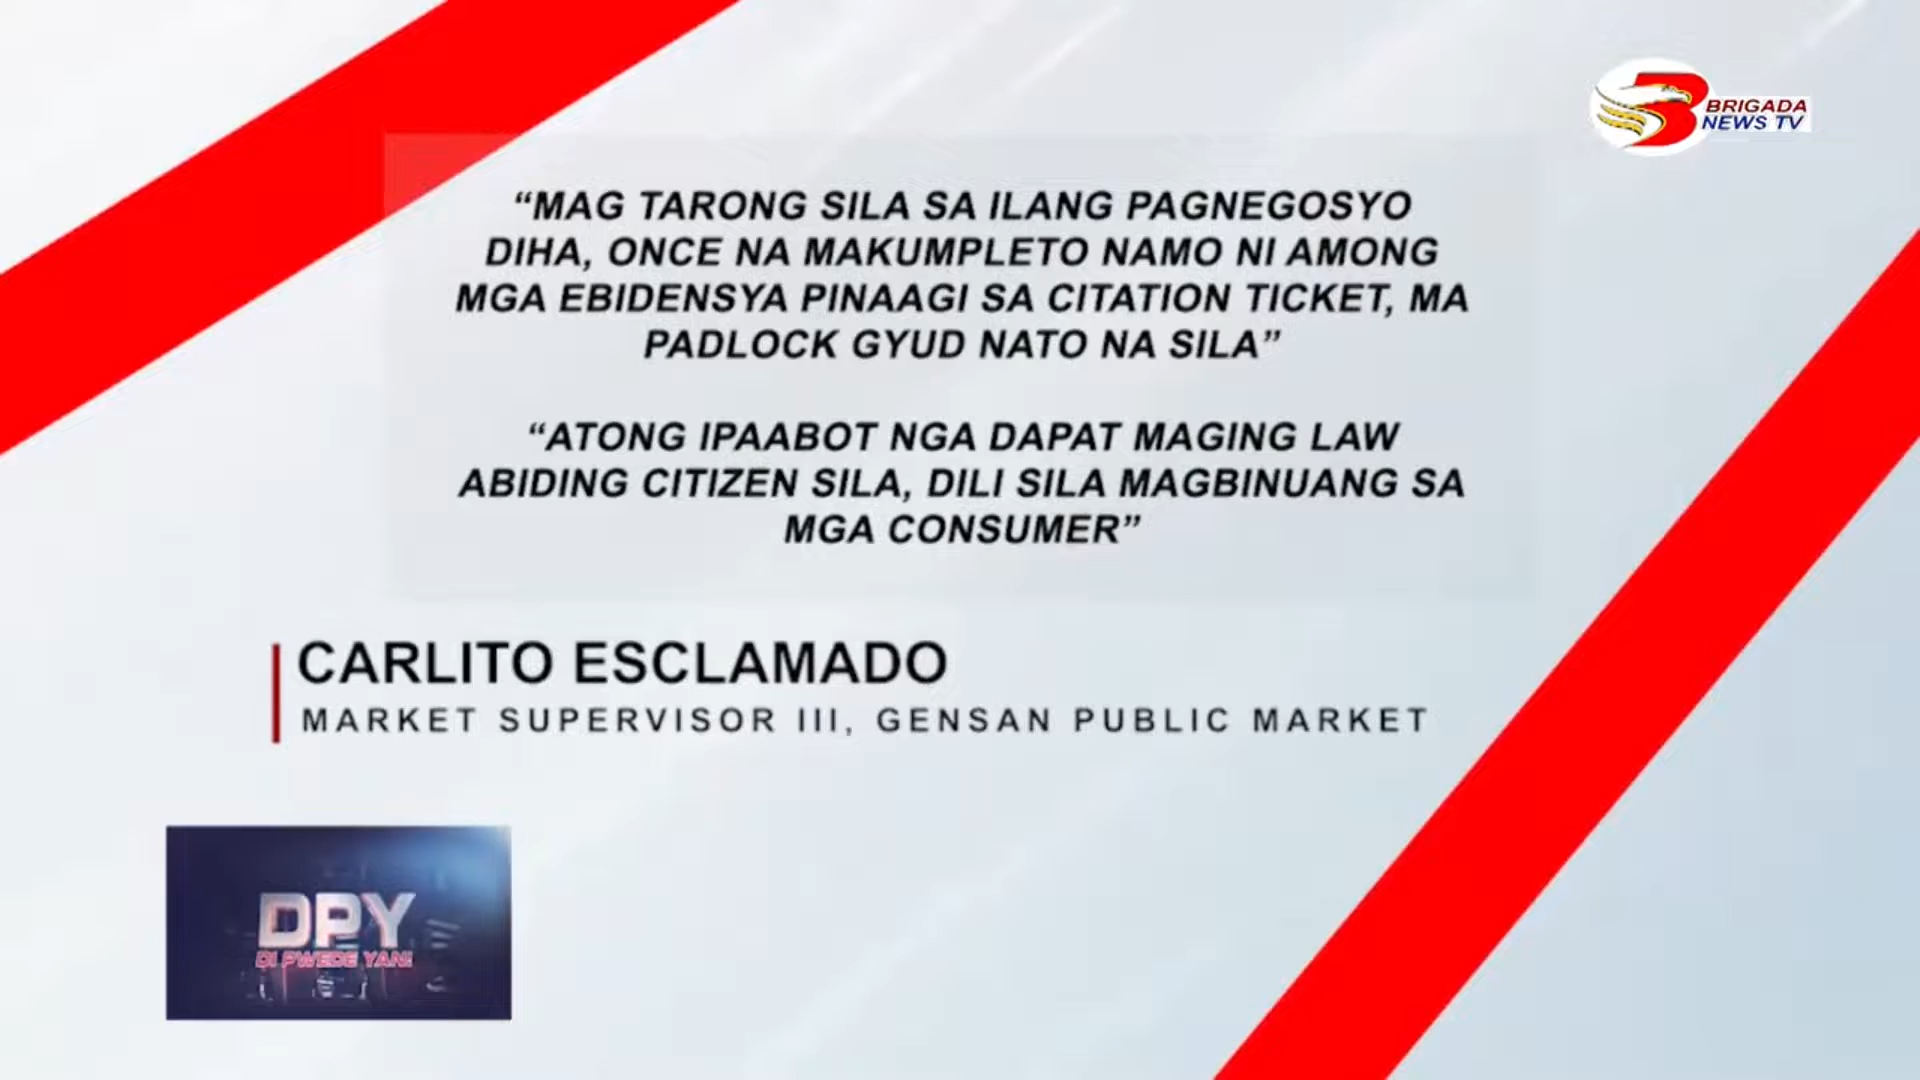 BRIGADA
NEWS TV
“MAG TARONG SILA SA ILANG PAGNEGOSYO
DIHA, ONCE NA MAKUMPLETO NAMO NI AMONG
MGA EBIDENSYA PINAAGI SA CITATION TICKET, MA
PADLOCK GYUD NATO NA SILA”
“ATONG IPAABOT NGA DAPAT MAGING LAW
ABIDING CITIZEN SILA, DILI SILA MAGBINUANG SA
MGA CONSUMER”
CARLITO ESCLAMADO
MARKET SUPERVISOR III, GENSAN PUBLIC MARKET
DPY
DI PWEDE YAN!